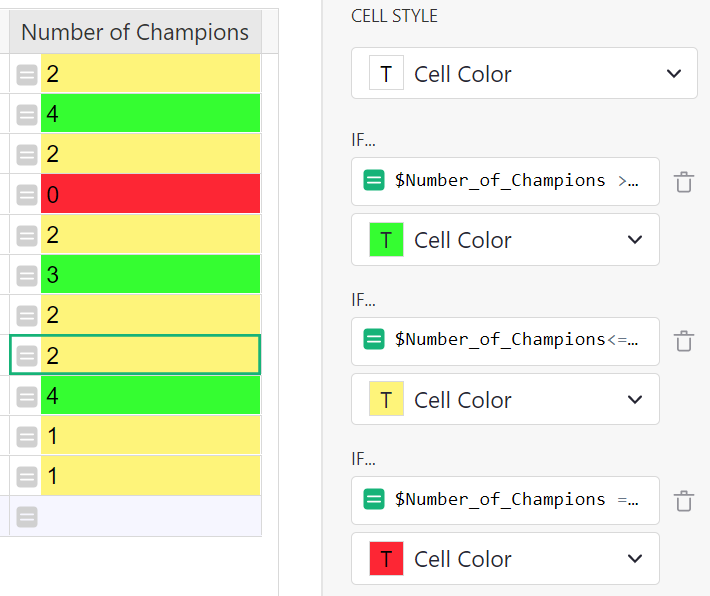 Number of Champions
2
4
2
0
2
3
2
2
4
1
1
CELL STYLE
T Cell Color
IF...
$Number_of_Champions >…
T Cell Color
IF...
$Number_of_Champions<=…
T Cell Color
IF...
$Number_of_Champions =…
T Cell Color